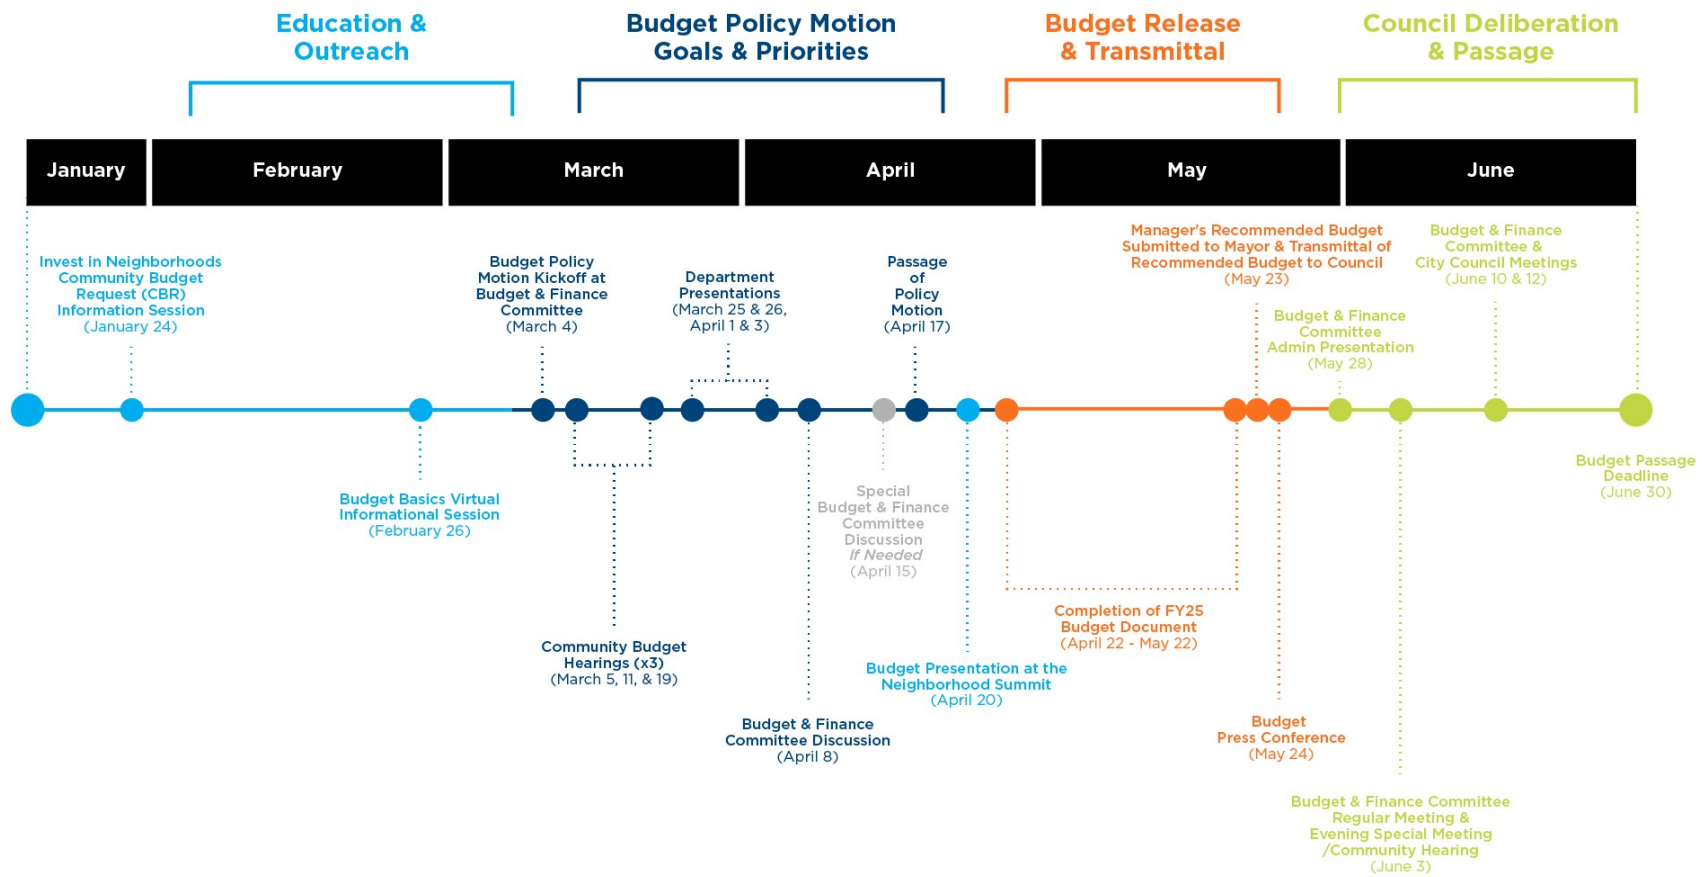 Education &
Outreach
Budget Policy Motion
Goals & Priorities
Budget Release
& Transmittal
Council Deliberation
& Passage
January
February
March
April
May
June
Invest in Neighborhoods
Community Budget
Request (CBR)
Information Session
(January 24)
Budget Policy
Motion Kickoff at
Budget & Finance
Committee
(March 4)
Department
Presentations
(March 25 & 26,
April 1 & 3)
Passage
of
Policy
Motion
(April 17)
Manager's Recommended Budget
Submitted to Mayor & Transmittal of
Recommended Budget to Council
(May 23)
Budget & Finance
Committee
Admin Presentation
(May 28)
Budget & Finance
Committee &
City Council Meetings
(June 10 & 12)
Budget Basics Virtual
Informational Session
(February 26)
Community Budget
Hearings (x3)
(March 5, 11, & 19)
Budget & Finance
Committee Discussion
(April 8)
Special
Budget & Finance
Committee
Discussion
If Needed
(April 15)
Budget Presentation at the
Neighborhood Summit
(April 20)
Completion of FY25
Budget Document
(April 22 - May 22)
Budget
Press Conference
(May 24)
Budget & Finance Committee
Regular Meeting &
Evening Special Meeting
/Community Hearing
(June 3)
Budget Passage
Deadline
(June 30)